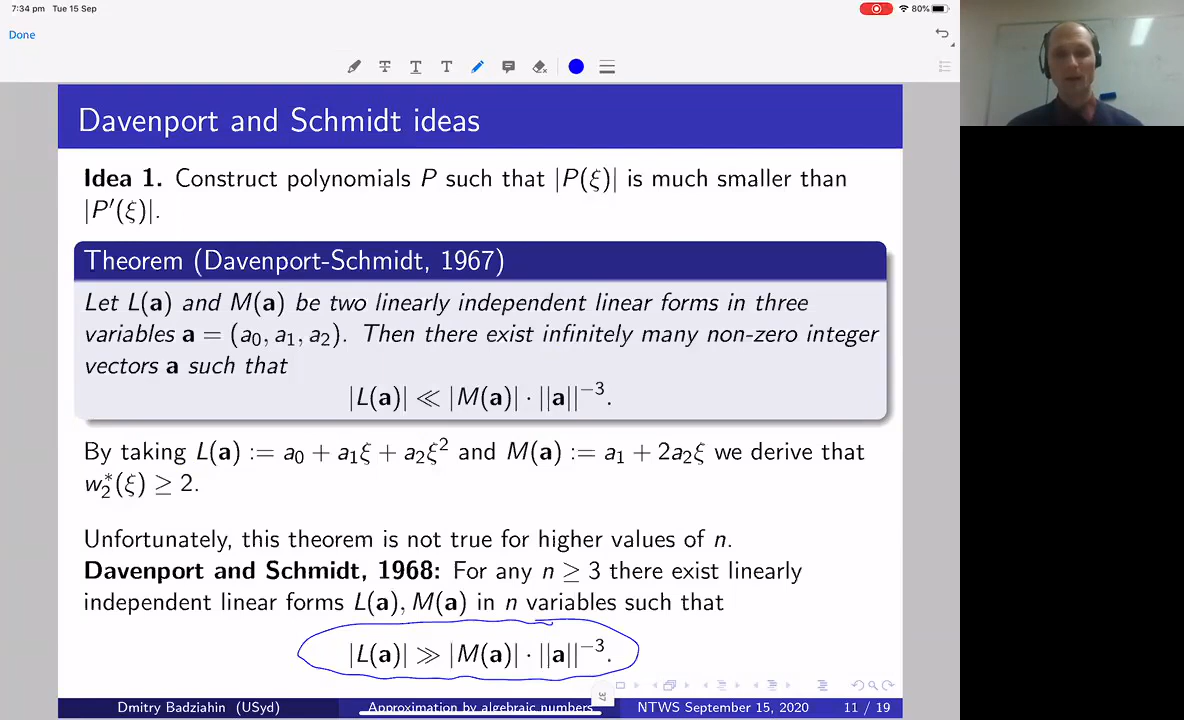 7:34 pm Tue 15 Sep
80%
Done
Davenport and Schmidt ideas
Idea 1. Construct polynomials P such that |P(ξ)| is much smaller than
|P′(ξ)|.
Theorem (Davenport-Schmidt, 1967)
Let L(a) and M(a) be two linearly independent linear forms in three
variables a = (a₀, a₁, a₂). Then there exist infinitely many non-zero integer
vectors a such that
|L(a)| ≪ |M(a)| · ||a||⁻³.
By taking L(a) := a₀ + a₁ξ + a₂ξ² and M(a) := a₁ + 2a₂ξ we derive that
w₂*(ξ) ≥ 2.
Unfortunately, this theorem is not true for higher values of n.
Davenport and Schmidt, 1968: For any n ≥ 3 there exist linearly
independent linear forms L(a), M(a) in n variables such that
|L(a)| ≫ |M(a)| · ||a||⁻³.
37
Dmitry Badziahin (USyd) Approximation by algebraic numbers NTWS September 15, 2020 11 / 19